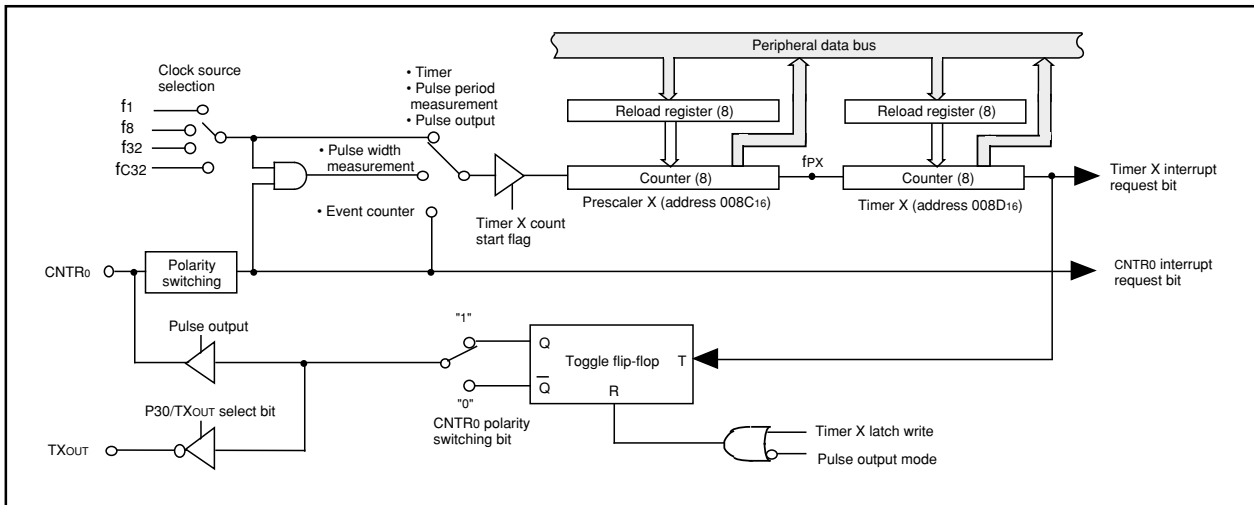 Peripheral data bus
Clock source
selection
• Timer
• Pulse period
measurement
• Pulse output
f1
f8
f32
fC32
Reload register (8)
Reload register (8)
• Pulse width
measurement
fPX
Counter (8)
Counter (8)
Timer X interrupt
request bit
Prescaler X (address 008C16)
Timer X (address 008D16)
• Event counter
Timer X count
start flag
CNTR0
Polarity
switching
CNTR0 interrupt
request bit
Pulse output
"1"
Q
Toggle flip-flop
T
Q
R
"0"
CNTR0 polarity
switching bit
P30/TXOUT select bit
TXOUT
Timer X latch write
Pulse output mode